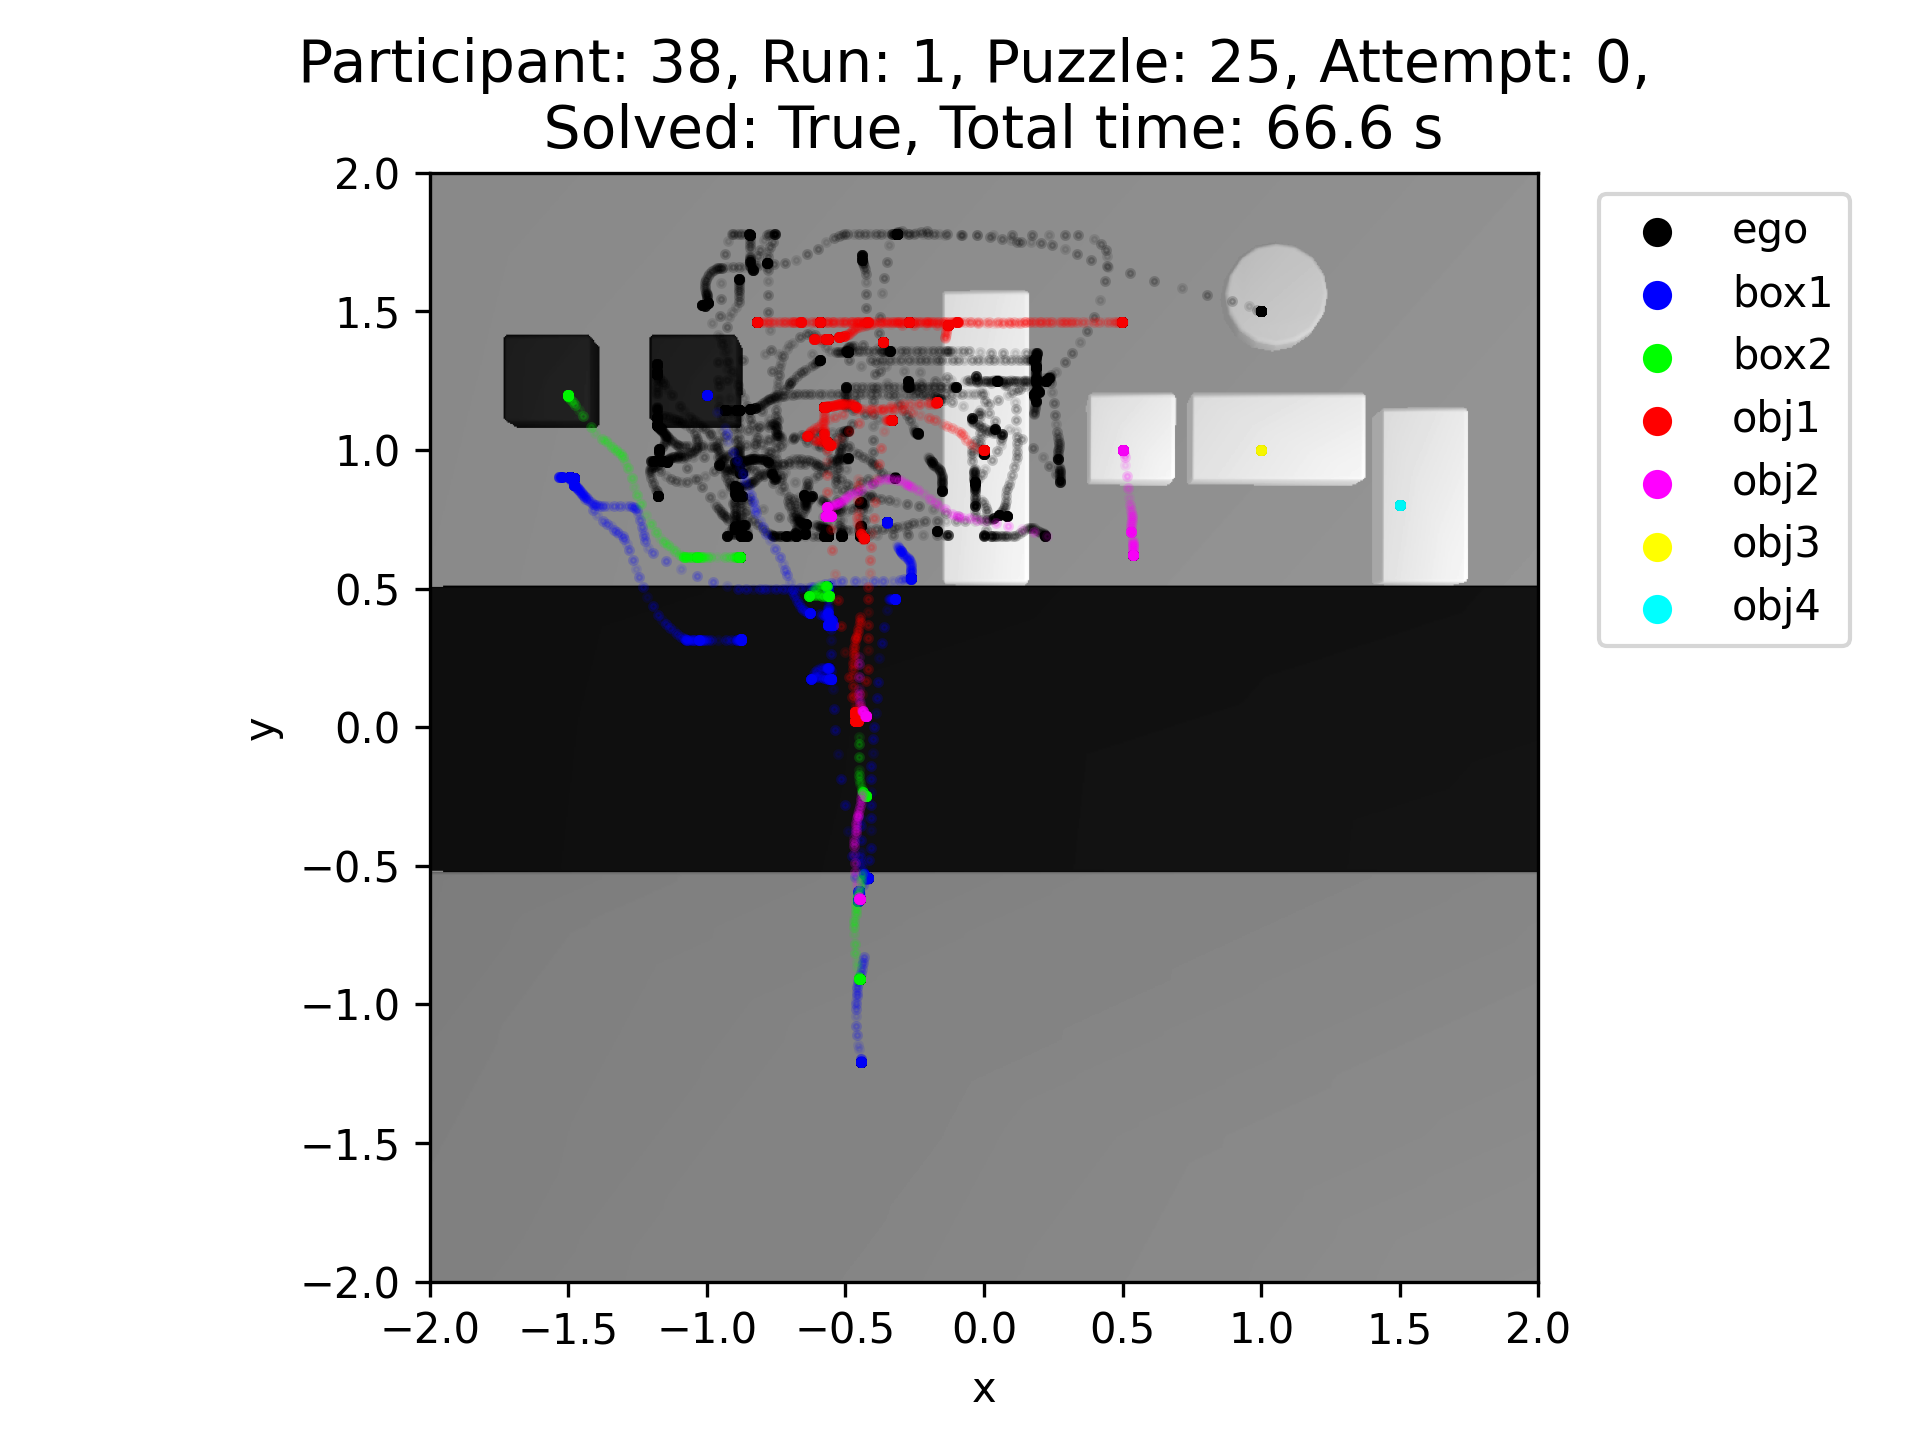 Participant: 38, Run: 1, Puzzle: 25, Attempt: 0,
Solved: True, Total time: 66.6 s
2.0
1.5
1.0
0.5
0.0
−0.5
−1.0
−1.5
−2.0
y
−2.0 −1.5 −1.0 −0.5 0.0 0.5 1.0 1.5 2.0
x
ego
box1
box2
obj1
obj2
obj3
obj4